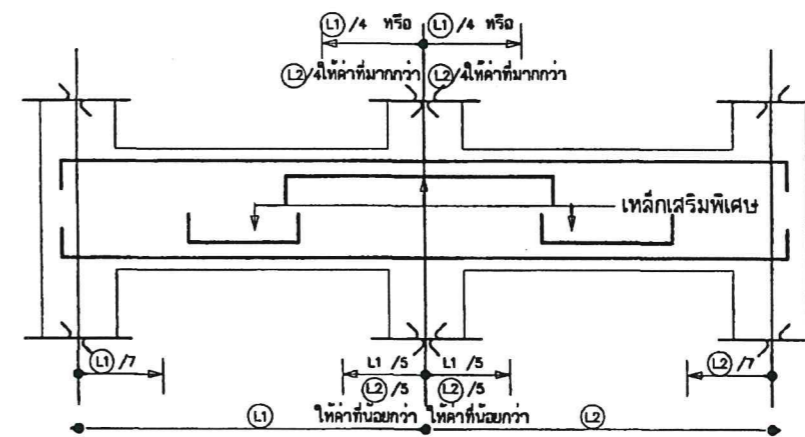 L1/4 หรือ L1/4 หรือ
L2/4ให้ค่าที่มากกว่า L2/4ให้ค่าที่มากกว่า
เหล็กเสริมพิเศษ
L1/7 L1/5 L1/5 L2/7
L2/5 L2/5
ให้ค่าที่น้อยกว่า ให้ค่าที่น้อยกว่า
L1 L2